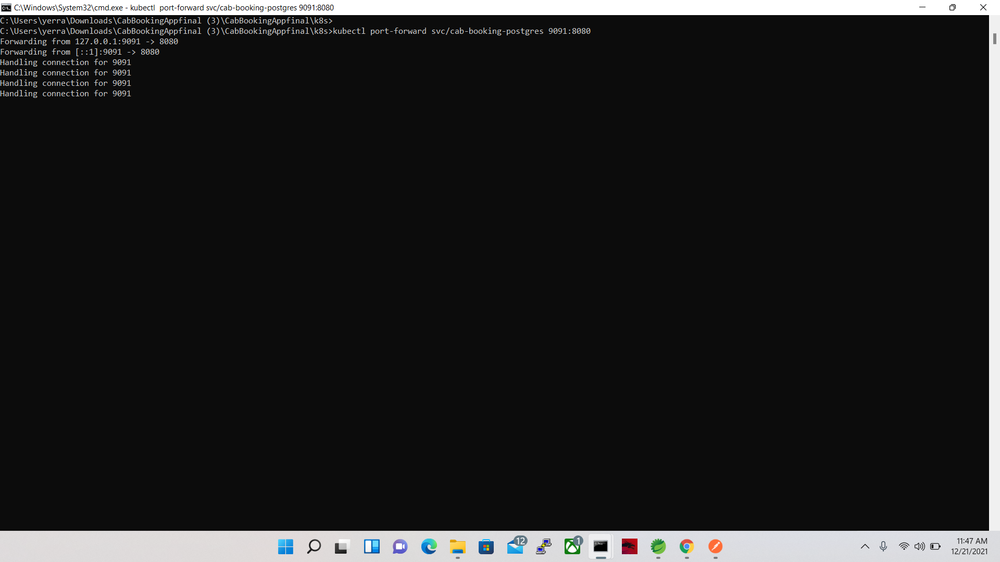 C:\Windows\System32\cmd.exe - kubectl  port-forward svc/cab-booking-postgres 9091:8080
C:\Users\yerra\Downloads\CabBookingAppfinal (3)\CabBookingAppfinal\k8s>
C:\Users\yerra\Downloads\CabBookingAppfinal (3)\CabBookingAppfinal\k8s>kubectl port-forward svc/cab-booking-postgres 9091:8080
Forwarding from 127.0.0.1:9091 -> 8080
Forwarding from [::1]:9091 -> 8080
Handling connection for 9091
Handling connection for 9091
Handling connection for 9091
Handling connection for 9091
12
1
11:47 AM
12/21/2021